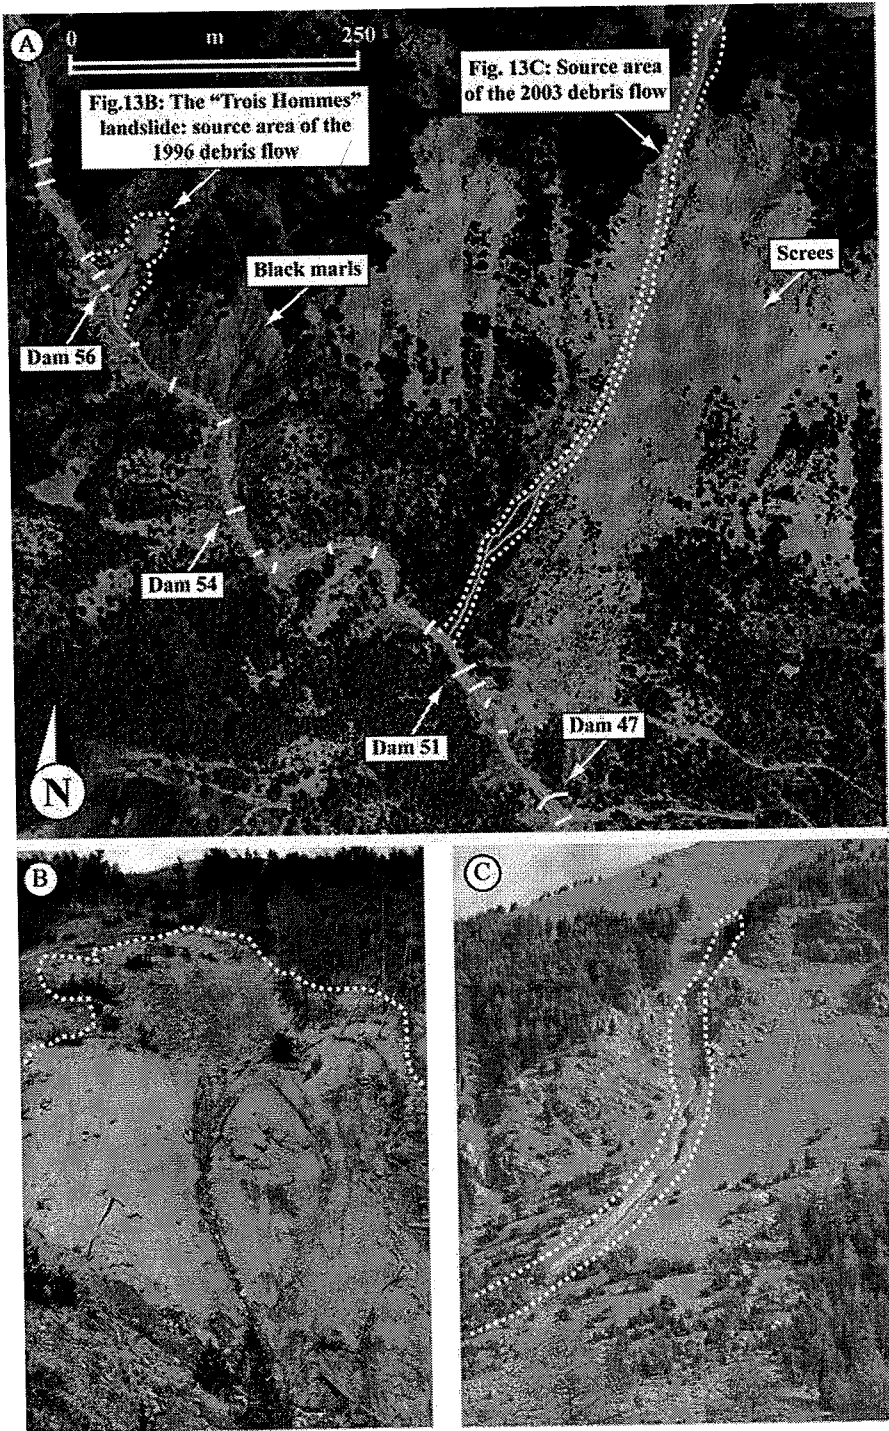 A
0 m 250
Fig.13B: The "Trois Hommes"
landslide: source area of the
1996 debris flow
Fig. 13C: Source area
of the 2003 debris flow
Screes
Black marls
Dam 56
Dam 54
Dam 51
Dam 47
N
B
C